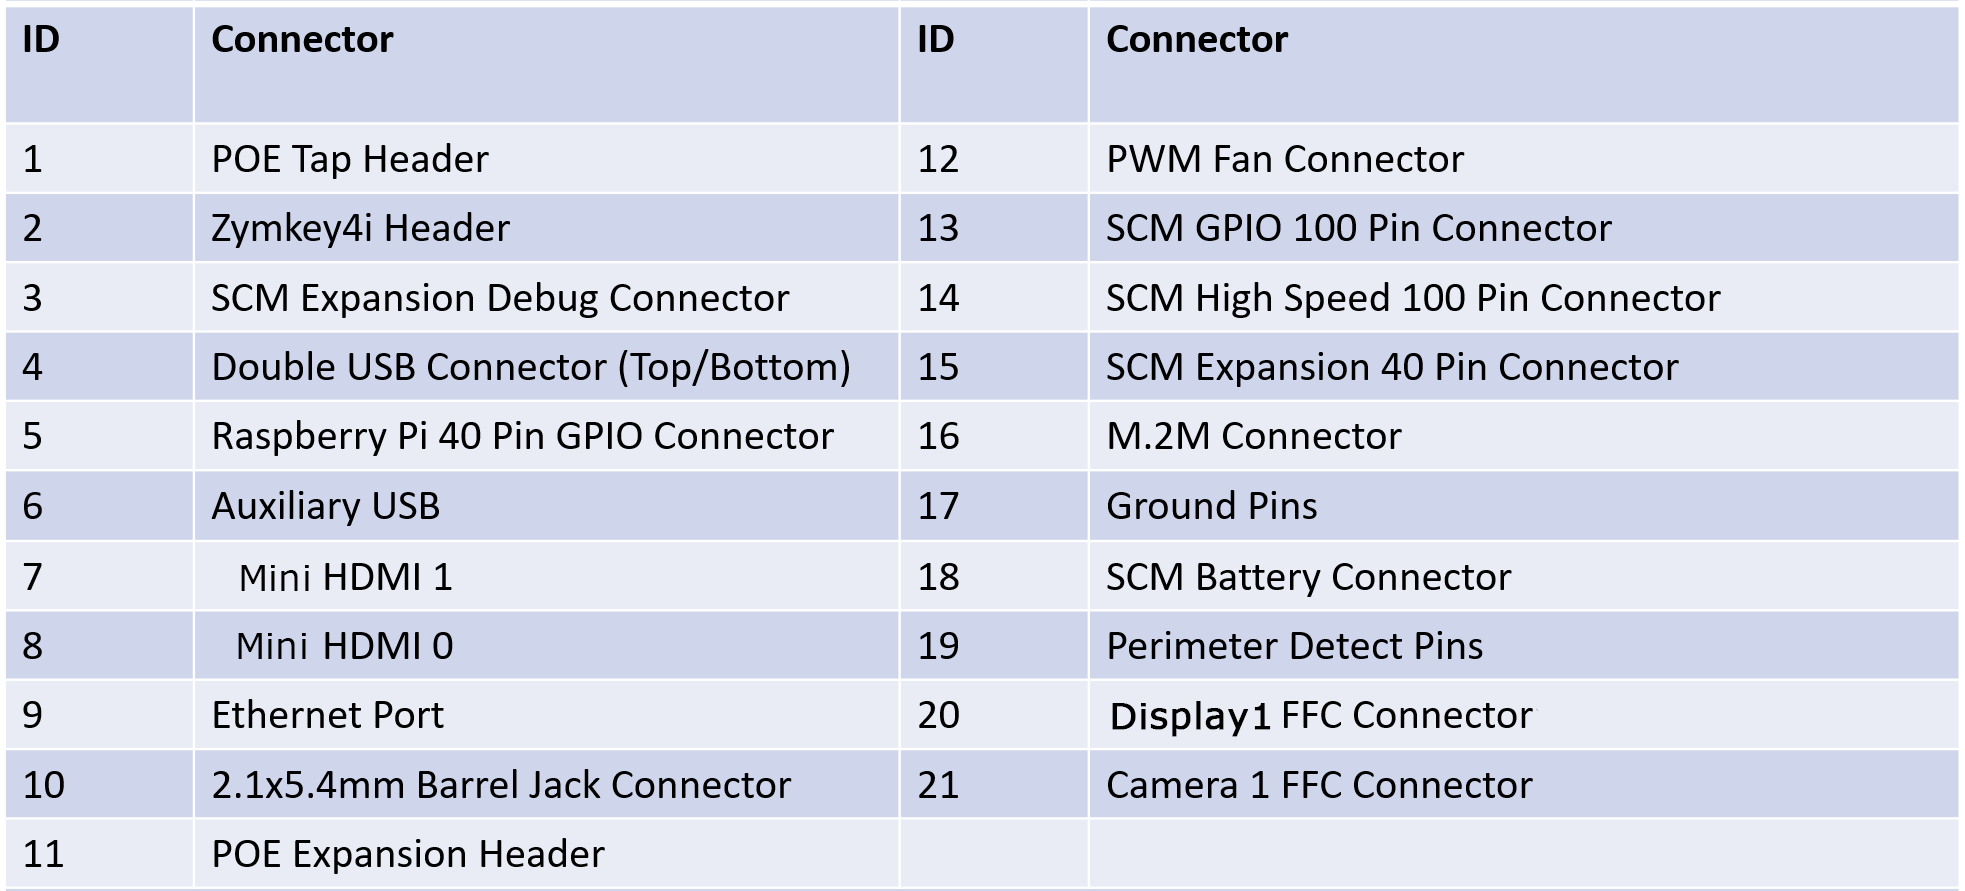 ID Connector ID Connector
1 POE Tap Header 12 PWM Fan Connector
2 Zymkey4i Header 13 SCM GPIO 100 Pin Connector
3 SCM Expansion Debug Connector 14 SCM High Speed 100 Pin Connector
4 Double USB Connector (Top/Bottom) 15 SCM Expansion 40 Pin Connector
5 Raspberry Pi 40 Pin GPIO Connector 16 M.2M Connector
6 Auxiliary USB 17 Ground Pins
7 Mini HDMI 1 18 SCM Battery Connector
8 Mini HDMI 0 19 Perimeter Detect Pins
9 Ethernet Port 20 Display1 FFC Connector
10 2.1x5.4mm Barrel Jack Connector 21 Camera 1 FFC Connector
11 POE Expansion Header